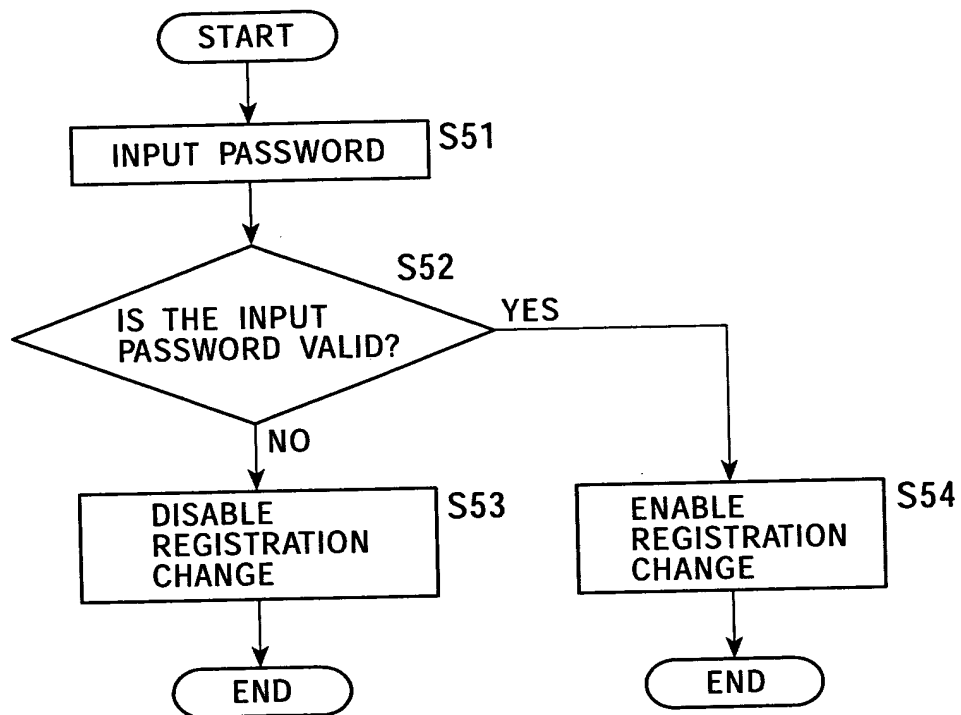 START
INPUT PASSWORD
S51
S52
IS THE INPUT
PASSWORD VALID?
YES
NO
DISABLE
REGISTRATION
CHANGE
S53
ENABLE
REGISTRATION
CHANGE
S54
END
END